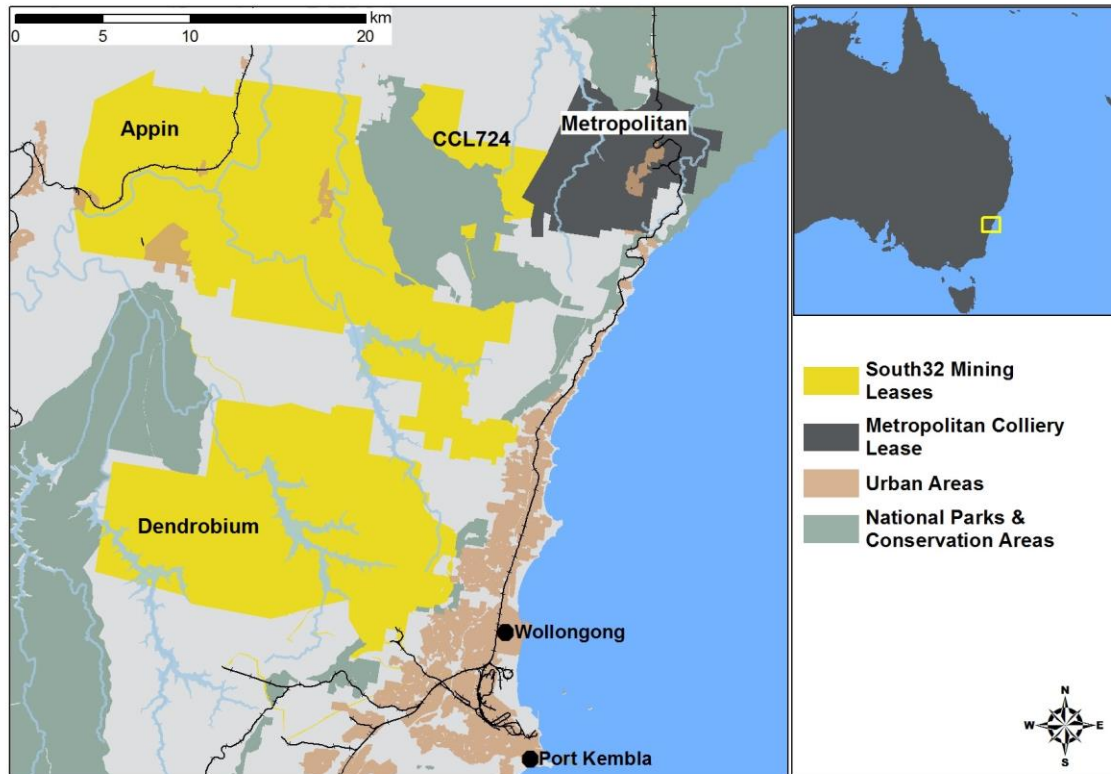 km
0 5 10 20
Appin
CCL724
Metropolitan
Dendrobium
Wollongong
Port Kembla
South32 Mining
Leases
Metropolitan Colliery
Lease
Urban Areas
National Parks &
Conservation Areas
N
W E
S